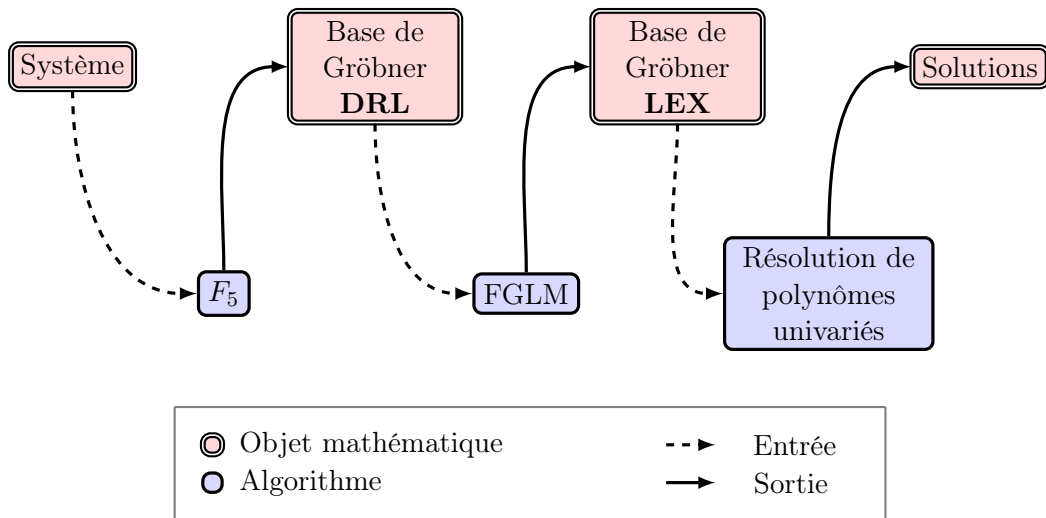 Système
Base de
Gröbner
DRL
Base de
Gröbner
LEX
Solutions
F₅
FGLM
Résolution de
polynômes
univariés
Objet mathématique
Entrée
Algorithme
Sortie